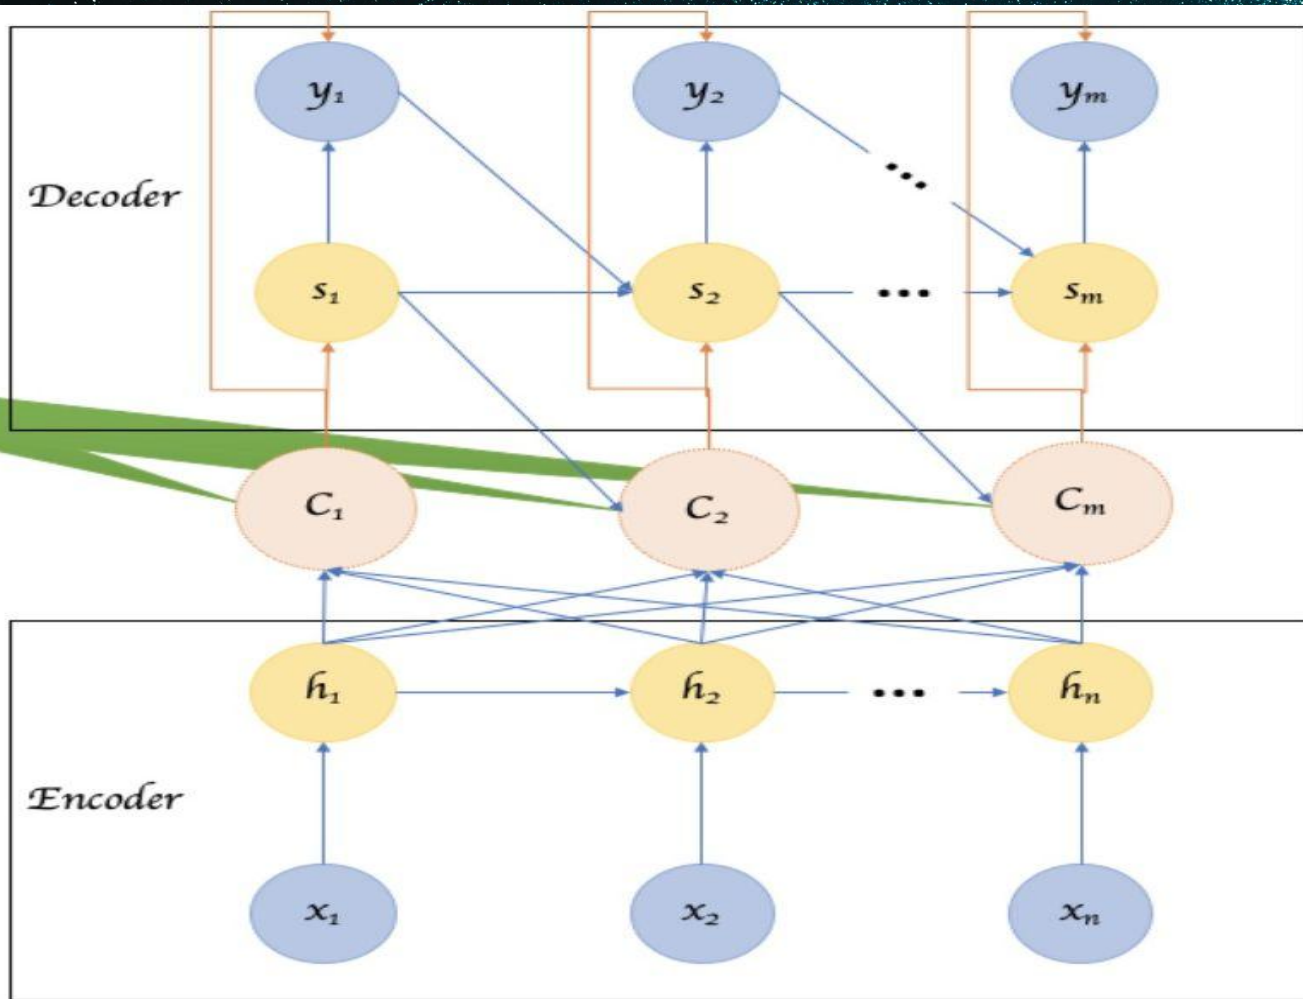 y₁ y₂ yₘ
Decoder
s₁ s₂ ... sₘ
C₁ C₂ Cₘ
h₁ h₂ ... hₙ
Encoder
x₁ x₂ xₙ